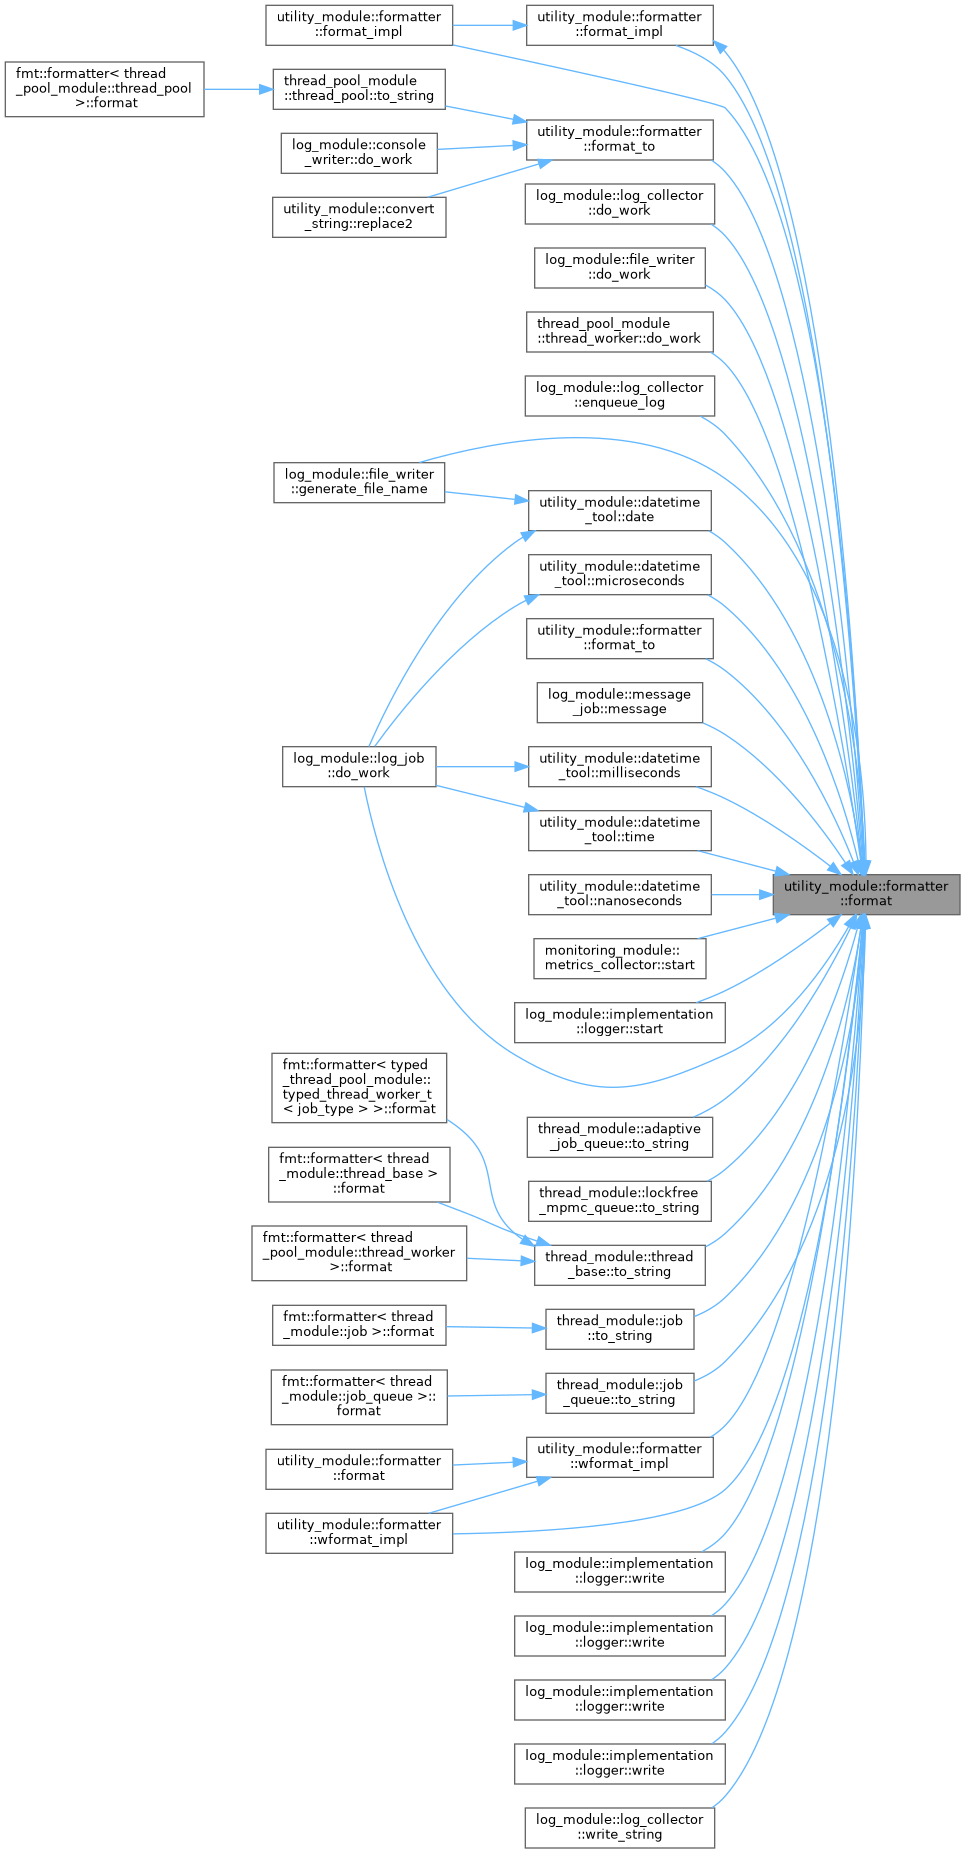 utility_module::formatter
::format_impl
utility_module::formatter
::format_impl
fmt::formatter< thread
_pool_module::thread_pool
>::format
thread_pool_module
::thread_pool::to_string
utility_module::formatter
::format_to
log_module::console
_writer::do_work
utility_module::convert
_string::replace2
log_module::log_collector
::do_work
log_module::file_writer
::do_work
thread_pool_module
::thread_worker::do_work
log_module::log_collector
::enqueue_log
log_module::file_writer
::generate_file_name
utility_module::datetime
_tool::date
utility_module::datetime
_tool::microseconds
utility_module::formatter
::format_to
log_module::message
_job::message
log_module::log_job
::do_work
utility_module::datetime
_tool::milliseconds
utility_module::datetime
_tool::time
utility_module::formatter
::format
utility_module::datetime
_tool::nanoseconds
monitoring_module::
metrics_collector::start
log_module::implementation
::logger::start
fmt::formatter< typed
_thread_pool_module::
typed_thread_worker_t
< job_type > >::format
thread_module::adaptive
_job_queue::to_string
fmt::formatter< thread
_module::thread_base >
::format
thread_module::lockfree
_mpmc_queue::to_string
fmt::formatter< thread
_pool_module::thread_worker
>::format
thread_module::thread
_base::to_string
fmt::formatter< thread
_module::job >::format
thread_module::job
::to_string
fmt::formatter< thread
_module::job_queue >::
format
thread_module::job
_queue::to_string
utility_module::formatter
::format
utility_module::formatter
::wformat_impl
utility_module::formatter
::wformat_impl
log_module::implementation
::logger::write
log_module::implementation
::logger::write
log_module::implementation
::logger::write
log_module::implementation
::logger::write
log_module::log_collector
::write_string